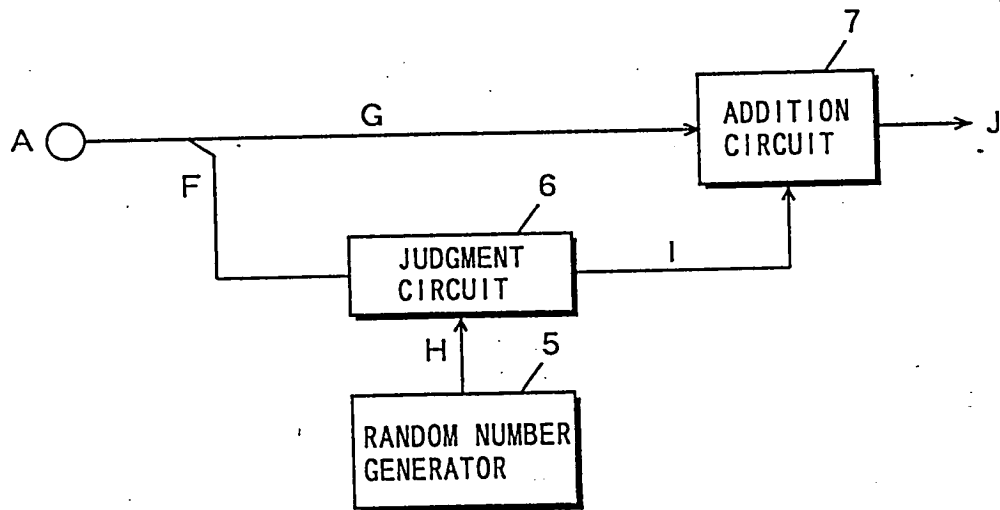 7
ADDITION
CIRCUIT
A
G
J
F
6
JUDGMENT
CIRCUIT
I
H
5
RANDOM NUMBER
GENERATOR